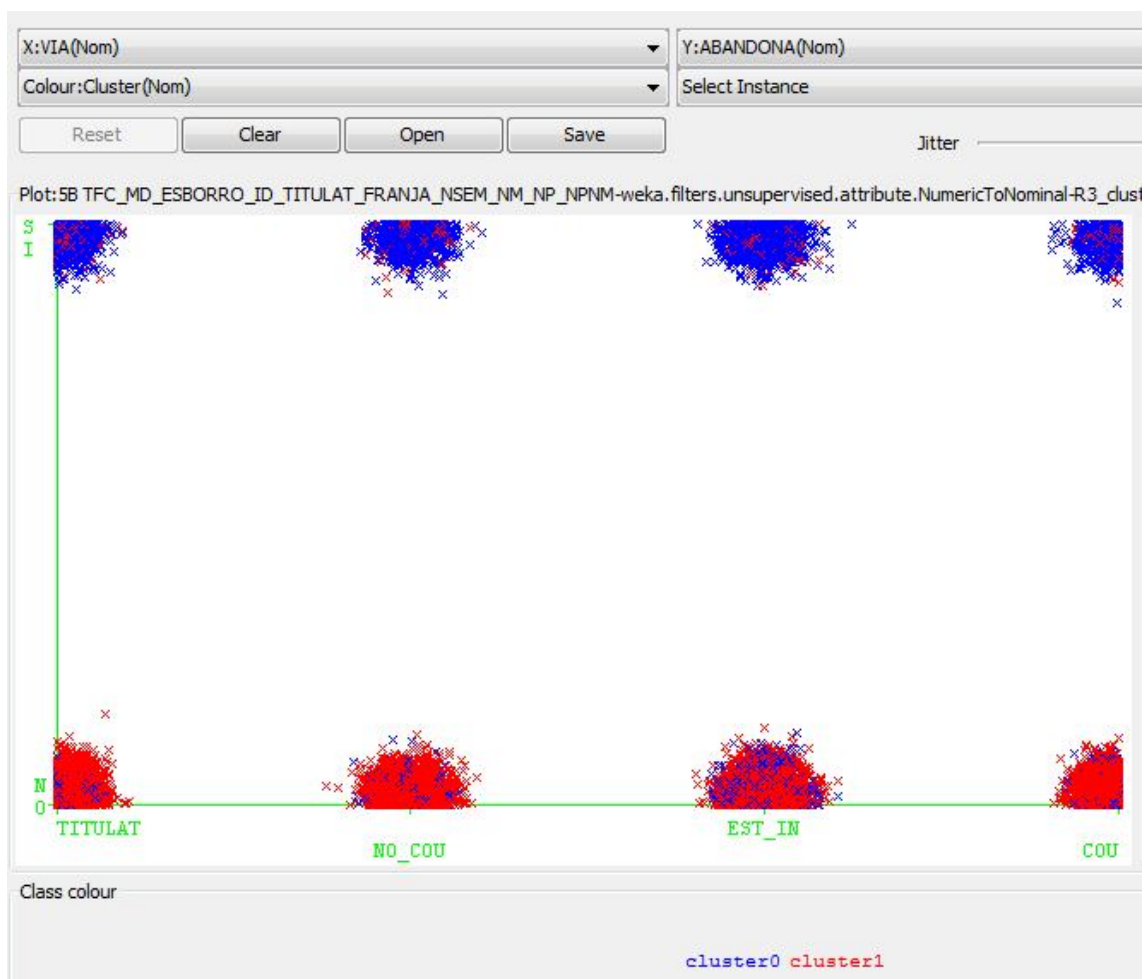 X:VIA(Nom)
Y:ABANDONA(Nom)
Colour:Cluster(Nom)
Select Instance
Reset
Clear
Open
Save
Jitter
Plot:5B TFC_MD_ESBORRO_ID_TITULAT_FRANJA_NSEM_NM_NP_NPNM-weka.filters.unsupervised.attribute.NumericToNominal-R3_clust
S
I
N
O
TITULAT
NO_COU
EST_IN
COU
Class colour
cluster0 cluster1